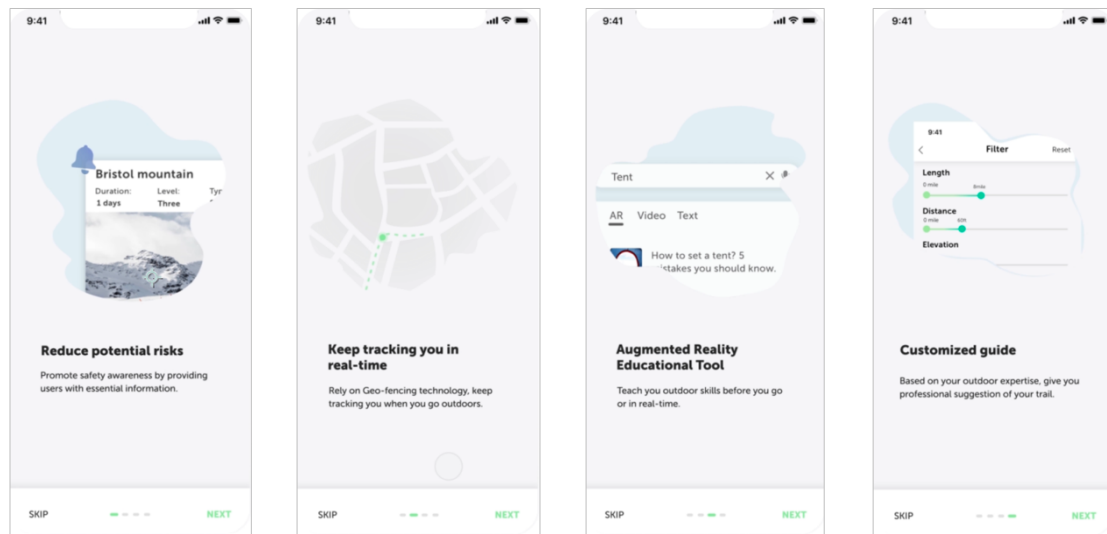 9:41
Bristol mountain
Duration: Level:
1 days Three
Reduce potential risks
Promote safety awareness by providing
users with essential information.
SKIP NEXT
9:41
Keep tracking you in
real-time
Rely on Geo-fencing technology, keep
tracking you when you go outdoors.
SKIP NEXT
9:41
Tent
AR Video Text
How to set a tent? 5
you should know.
Augmented Reality
Educational Tool
Teach you outdoor skills before you go
or in real-time.
SKIP NEXT
9:41
9:41
Filter Reset
Length
0 mile 8mile
Distance
0 mile
Elevation
Customized guide
Based on your outdoor expertise, give you
professional suggestion of your trail.
SKIP NEXT